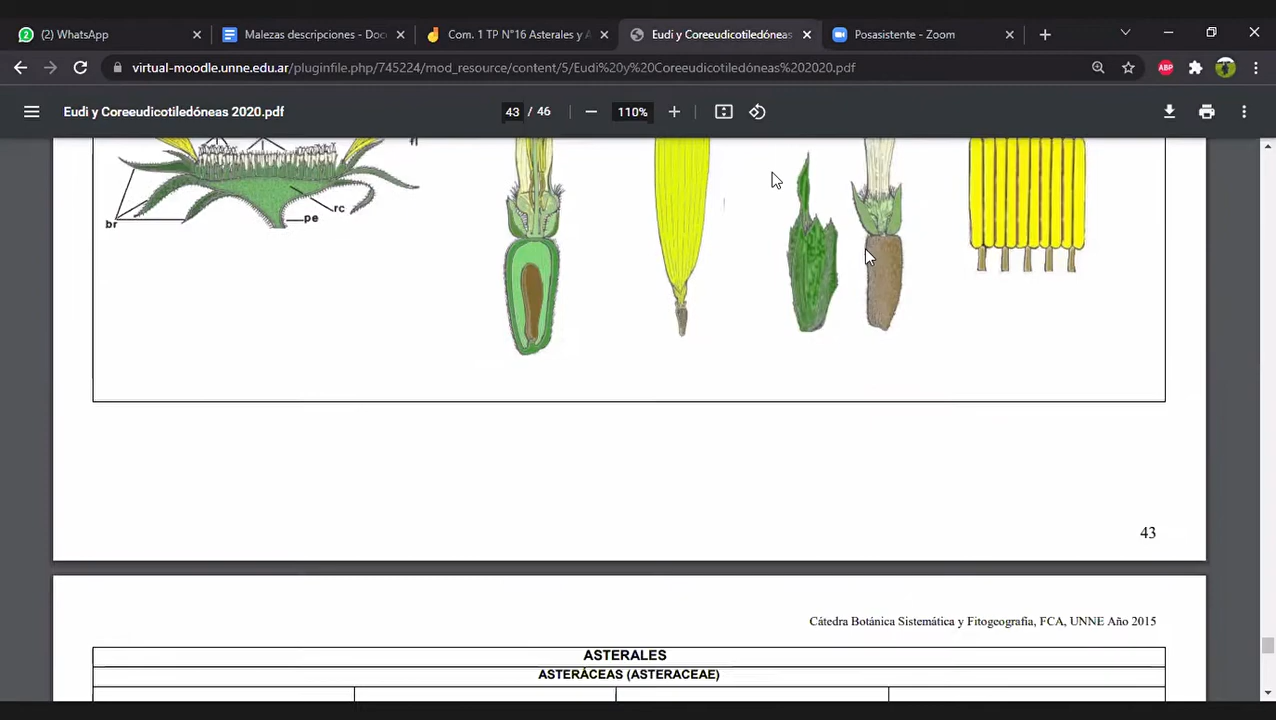 (2) WhatsApp
Malezas descripciones - Doc
Com. 1 TP N°16 Asterales y A
Eudi y Coreeudicotiledóneas
Posasistente - Zoom
virtual-moodle.unne.edu.ar/pluginfile.php/745224/mod_resource/content/5/Eudi%20y%20Coreeudicotiledóneas%202020.pdf
ABP
Eudi y Coreeudicotiledóneas 2020.pdf
43 / 46
110%
fl
rc
br
pe
43
Cátedra Botánica Sistemática y Fitogeografia, FCA, UNNE Año 2015
ASTERALES
ASTERÁCEAS (ASTERACEAE)